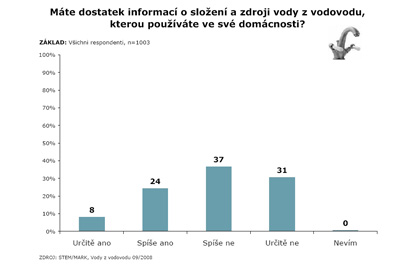 Máte dostatek informací o složení a zdroji vody z vodovodu,
kterou používáte ve své domácnosti?
ZÁKLAD: Všichni respondenti, n=1003
100%
90%
80%
70%
60%
50%
40%
30%
20%
10%
0%
8
24
37
31
0
Určitě ano
Spíše ano
Spíše ne
Určitě ne
Nevím
ZDROJ: STEM/MARK, Vody z vodovodu 09/2008